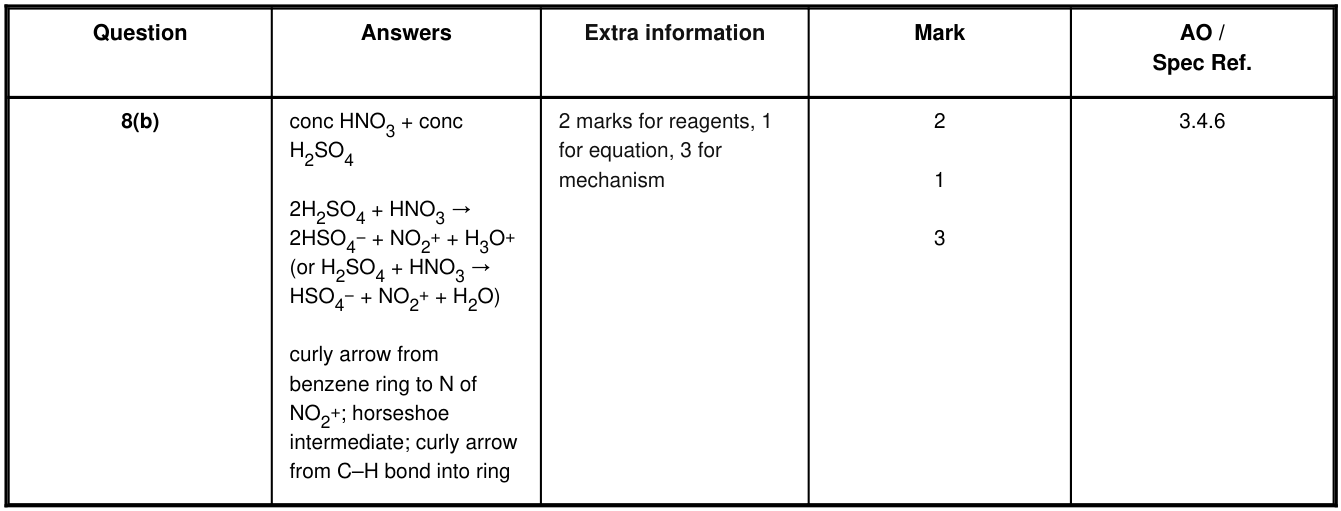 Question Answers Extra information Mark AO /
Spec Ref.
8(b) conc HNO3 + conc 2 marks for reagents, 1 2 3.4.6
H2SO4 for equation, 3 for
mechanism 1
2H2SO4 + HNO3 →
2HSO4– + NO2+ + H3O+ 3
(or H2SO4 + HNO3 →
HSO4– + NO2+ + H2O)
curly arrow from
benzene ring to N of
NO2+; horseshoe
intermediate; curly arrow
from C–H bond into ring